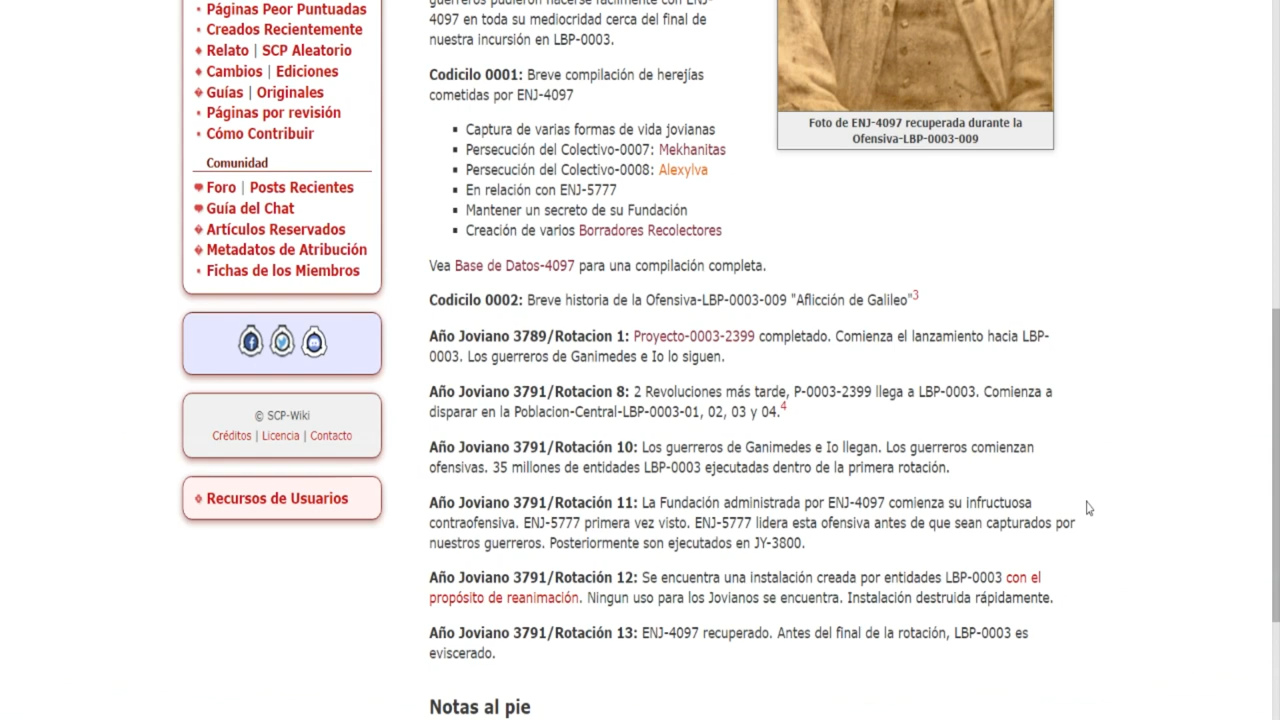 Páginas Peor Puntuadas
Creados Recientemente
Relato | SCP Aleatorio
Cambios | Ediciones
Guías | Originales
Páginas por revisión
Cómo Contribuir
Comunidad
Foro | Posts Recientes
Guía del Chat
Artículos Reservados
Metadatos de Atribución
Fichas de los Miembros
© SCP-Wiki
Créditos | Licencia | Contacto
Recursos de Usuarios
guerreros pudieron hacerse fácilmente con ENJ-
4097 en toda su mediocridad cerca del final de
nuestra incursión en LBP-0003.
Codicilo 0001: Breve compilación de herejías
cometidas por ENJ-4097
Captura de varias formas de vida jovianas
Persecución del Colectivo-0007: Mekhanitas
Persecución del Colectivo-0008: Alexylva
En relación con ENJ-5777
Mantener un secreto de su Fundación
Creación de varios Borradores Recolectores
Foto de ENJ-4097 recuperada durante la
Ofensiva-LBP-0003-009
Vea Base de Datos-4097 para una compilación completa.
Codicilo 0002: Breve historia de la Ofensiva-LBP-0003-009 "Aflicción de Galileo"3
Año Joviano 3789/Rotacion 1: Proyecto-0003-2399 completado. Comienza el lanzamiento hacia LBP-
0003. Los guerreros de Ganimedes e Io lo siguen.
Año Joviano 3791/Rotacion 8: 2 Revoluciones más tarde, P-0003-2399 llega a LBP-0003. Comienza a
disparar en la Poblacion-Central-LBP-0003-01, 02, 03 y 04.4
Año Joviano 3791/Rotación 10: Los guerreros de Ganimedes e Io llegan. Los guerreros comienzan
ofensivas. 35 millones de entidades LBP-0003 ejecutadas dentro de la primera rotación.
Año Joviano 3791/Rotación 11: La Fundación administrada por ENJ-4097 comienza su infructuosa
contraofensiva. ENJ-5777 primera vez visto. ENJ-5777 lidera esta ofensiva antes de que sean capturados por
nuestros guerreros. Posteriormente son ejecutados en JY-3800.
Año Joviano 3791/Rotación 12: Se encuentra una instalación creada por entidades LBP-0003 con el
propósito de reanimación. Ningun uso para los Jovianos se encuentra. Instalación destruida rápidamente.
Año Joviano 3791/Rotación 13: ENJ-4097 recuperado. Antes del final de la rotación, LBP-0003 es
eviscerado.
Notas al pie